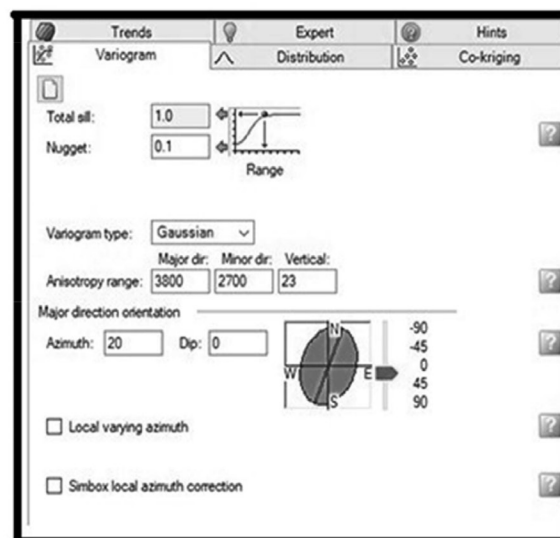 Trends Expert Hints
Variogram Distribution Co-kriging
Total sill: 1.0
Nugget: 0.1
Range
Variogram type: Gaussian
Major dir: Minor dir: Vertical:
Anisotropy range: 3800 2700 23
Major direction orientation
Azimuth: 20 Dip: 0
N
W E
S
-90
-45
0
45
90
Local varying azimuth
Simbox local azimuth correction